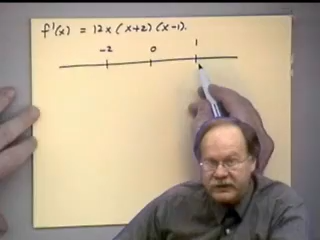 f'(x) = 12x(x+2)(x-1).
-2 0 1